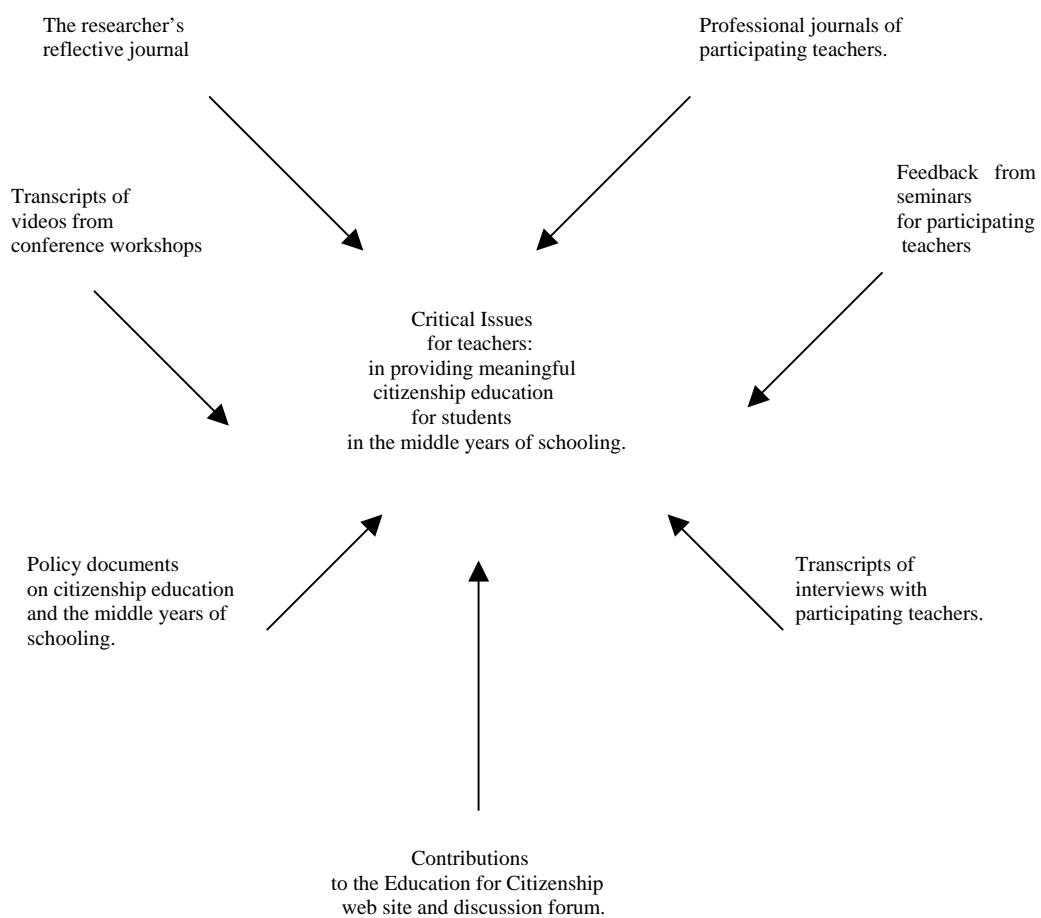 The researcher’s
reflective journal
Professional journals of
participating teachers.
Transcripts of
videos from
conference workshops
Feedback from
seminars
for participating
teachers
Critical Issues
for teachers:
in providing meaningful
citizenship education
for students
in the middle years of schooling.
Policy documents
on citizenship education
and the middle years of
schooling.
Transcripts of
interviews with
participating teachers.
Contributions
to the Education for Citizenship
web site and discussion forum.